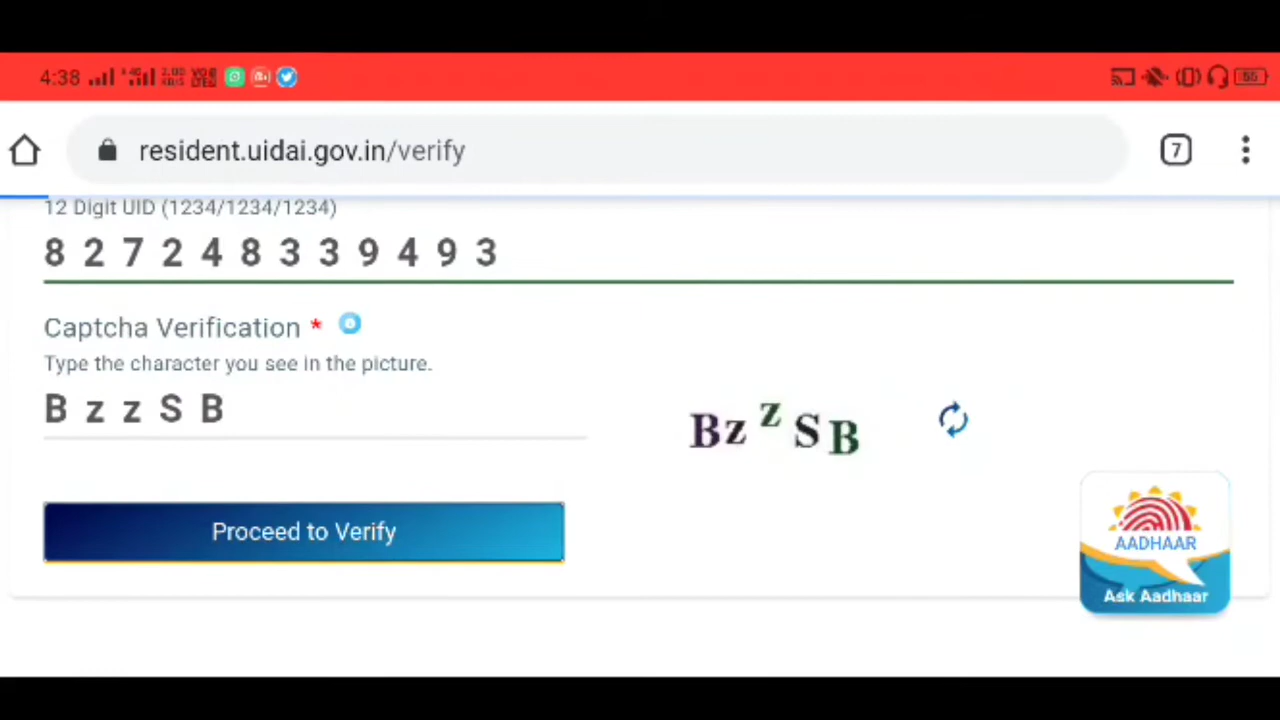 4:38
resident.uidai.gov.in/verify
7
12 Digit UID (1234/1234/1234)
8 2 7 2 4 8 3 3 9 4 9 3
Captcha Verification *
Type the character you see in the picture.
B z z S B
Bz z S B
Proceed to Verify
AADHAAR
Ask Aadhaar